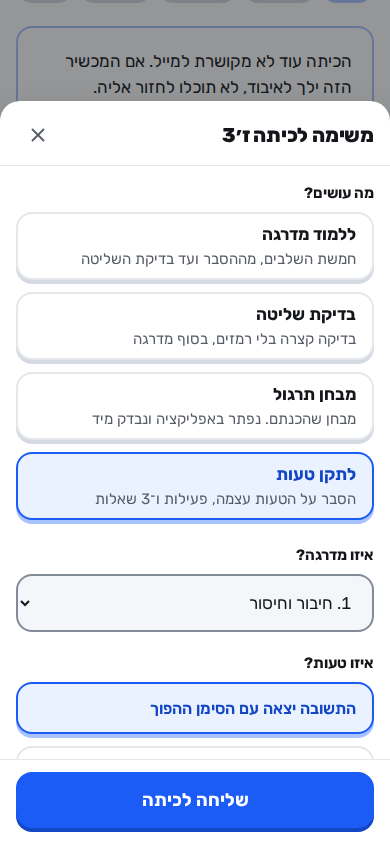 הכיתה עוד לא מקושרת למייל. אם המכשיר
הזה ילך לאיבוד, לא תוכלו לחזור אליה.
משימה לכיתה ז׳3
מה עושים?
ללמוד מדרגה
חמשת השלבים, מההסבר ועד בדיקת השליטה
בדיקת שליטה
בדיקה קצרה בלי רמזים, בסוף מדרגה
מבחן תרגול
מבחן שהכנתם. נפתר באפליקציה ונבדק מיד
לתקן טעות
הסבר על הטעות עצמה, פעילות ו־3 שאלות
איזו מדרגה?
1. חיבור וחיסור
איזו טעות?
התשובה יצאה עם הסימן ההפוך
שליחה לכיתה